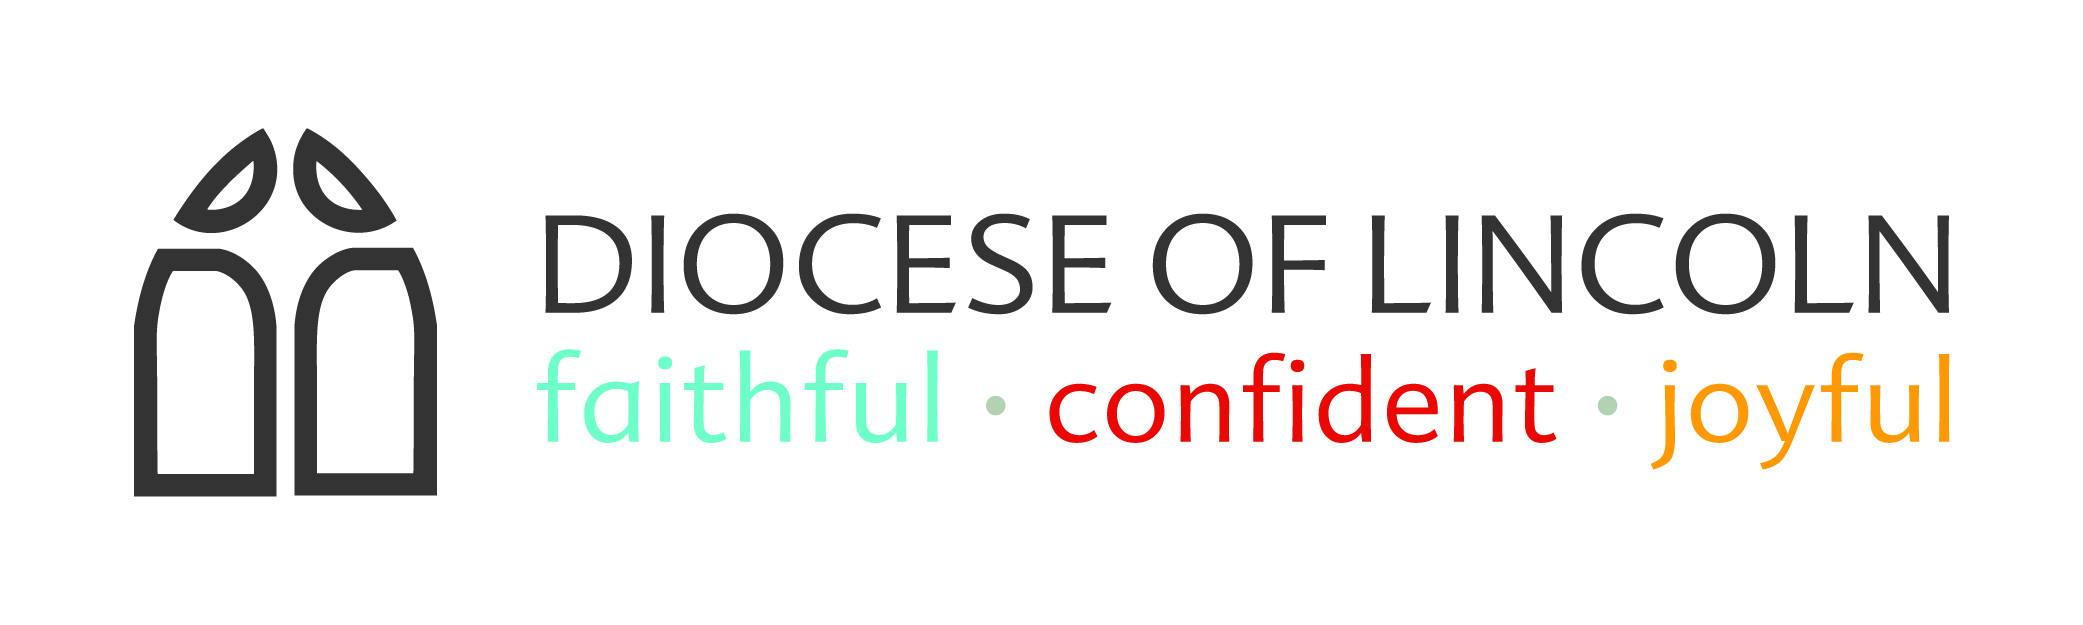 DIOCESE OF LINCOLN
faithful • confident • joyful